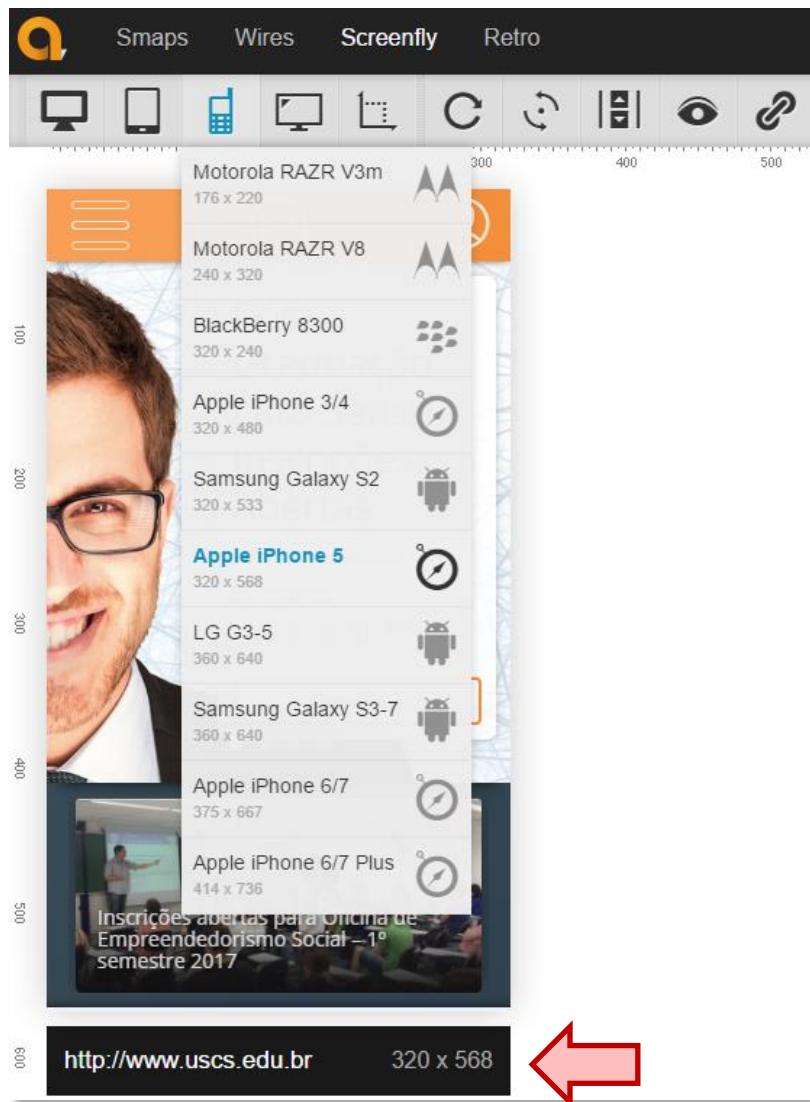 Smaps Wires Screenfly Retro
300 400 500
Motorola RAZR V3m
176 x 220
Motorola RAZR V8
240 x 320
BlackBerry 8300
320 x 240
100
Apple iPhone 3/4
320 x 480
200
Samsung Galaxy S2
320 x 533
Apple iPhone 5
320 x 568
300
LG G3-5
360 x 640
Samsung Galaxy S3-7
360 x 640
400
Apple iPhone 6/7
375 x 667
Apple iPhone 6/7 Plus
414 x 736
500
Inscrições abertas para Oficina de
Empreendedorismo Social – 1º
semestre 2017
600
http://www.uscs.edu.br 320 x 568